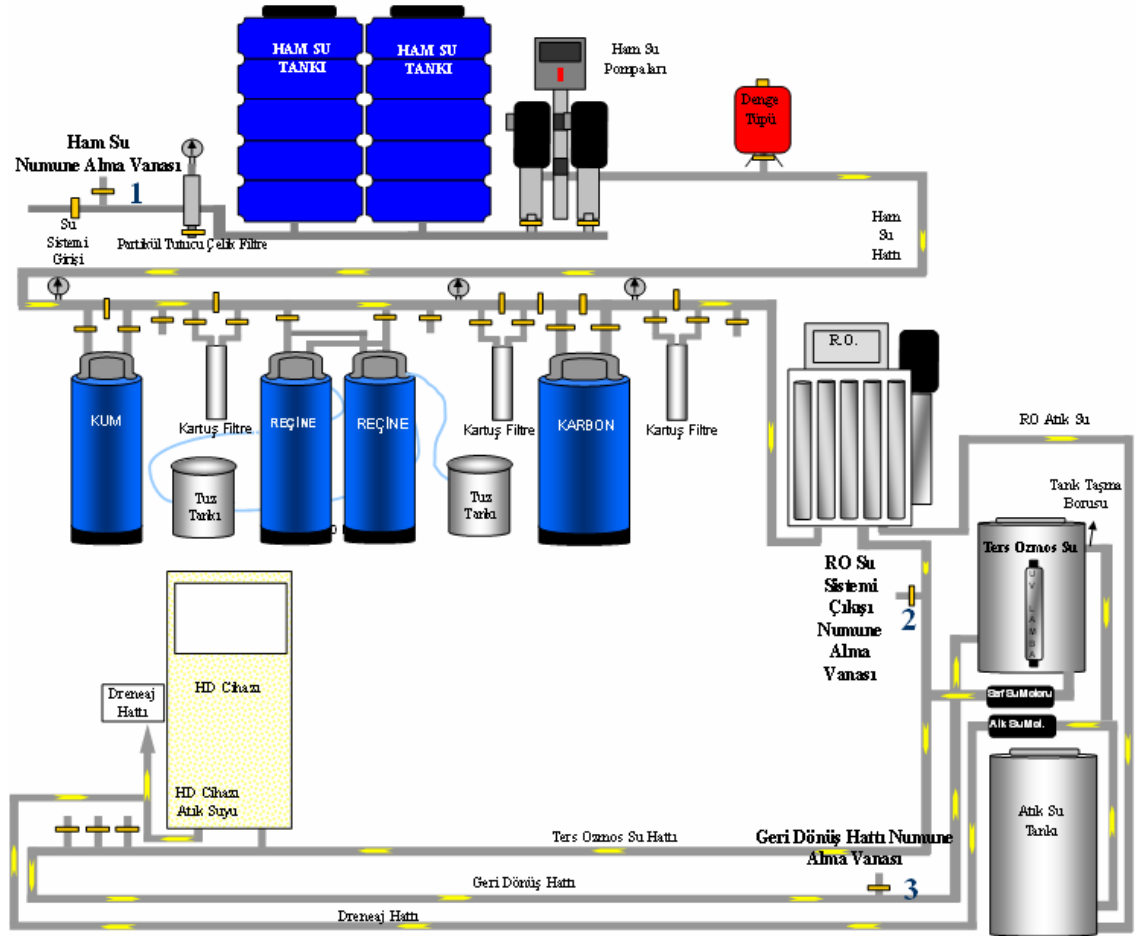 HAM SU
TANKI
HAM SU
TANKI
Ham Su
Pompaları
Denge
Tüpü
Ham Su
Numune Alma Vanası
1
Su
Sistemi
Girişi
Partikül Tutucu Çelik Filtre
Ham
Su
Hattı
KUM
Kartuş Filtre
REÇİNE
REÇİNE
Kartuş Filtre
KARBON
Kartuş Filtre
Tuz
Tankı
Tuz
Tankı
R.O.
RO Atık Su
Tank Taşma
Borusu
Ters Ozmos Su
UV LAMBA
RO Su
Sistemi
Çıkışı
Numune
Alma
Vanası
2
Saf Su Motoru
Atk Su Mot.
Atık Su
Tankı
HD Cihazı
Dreneaj
Hattı
HD Cihazı
Atık Suyu
Ters Ozmos Su Hattı
Geri Dönüş Hattı Numune
Alma Vanası
3
Geri Dönüş Hattı
Dreneaj Hattı